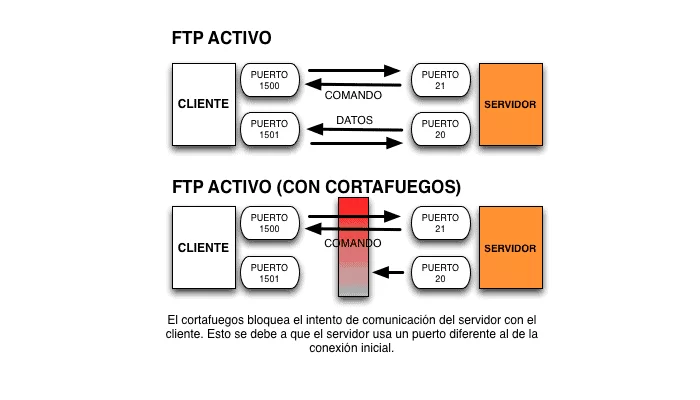 FTP ACTIVO
CLIENTE
PUERTO
1500
COMANDO
PUERTO
21
SERVIDOR
PUERTO
1501
DATOS
PUERTO
20
FTP ACTIVO (CON CORTAFUEGOS)
CLIENTE
PUERTO
1500
COMANDO
PUERTO
21
SERVIDOR
PUERTO
1501
PUERTO
20
El cortafuegos bloquea el intento de comunicación del servidor con el
cliente. Esto se debe a que el servidor usa un puerto diferente al de la
conexión inicial.